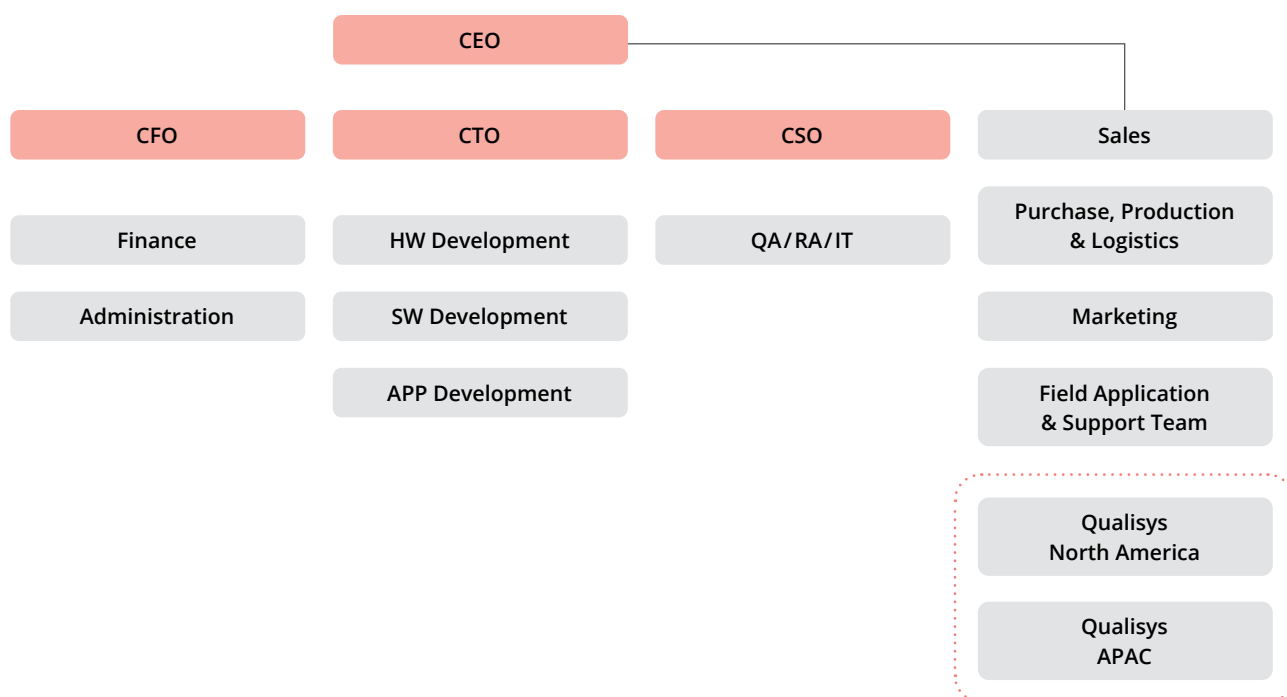 CEO
CFO
CTO
CSO
Sales
Finance
HW Development
QA/RA/IT
Purchase, Production
& Logistics
Administration
SW Development
Marketing
APP Development
Field Application
& Support Team
Qualisys
North America
Qualisys
APAC